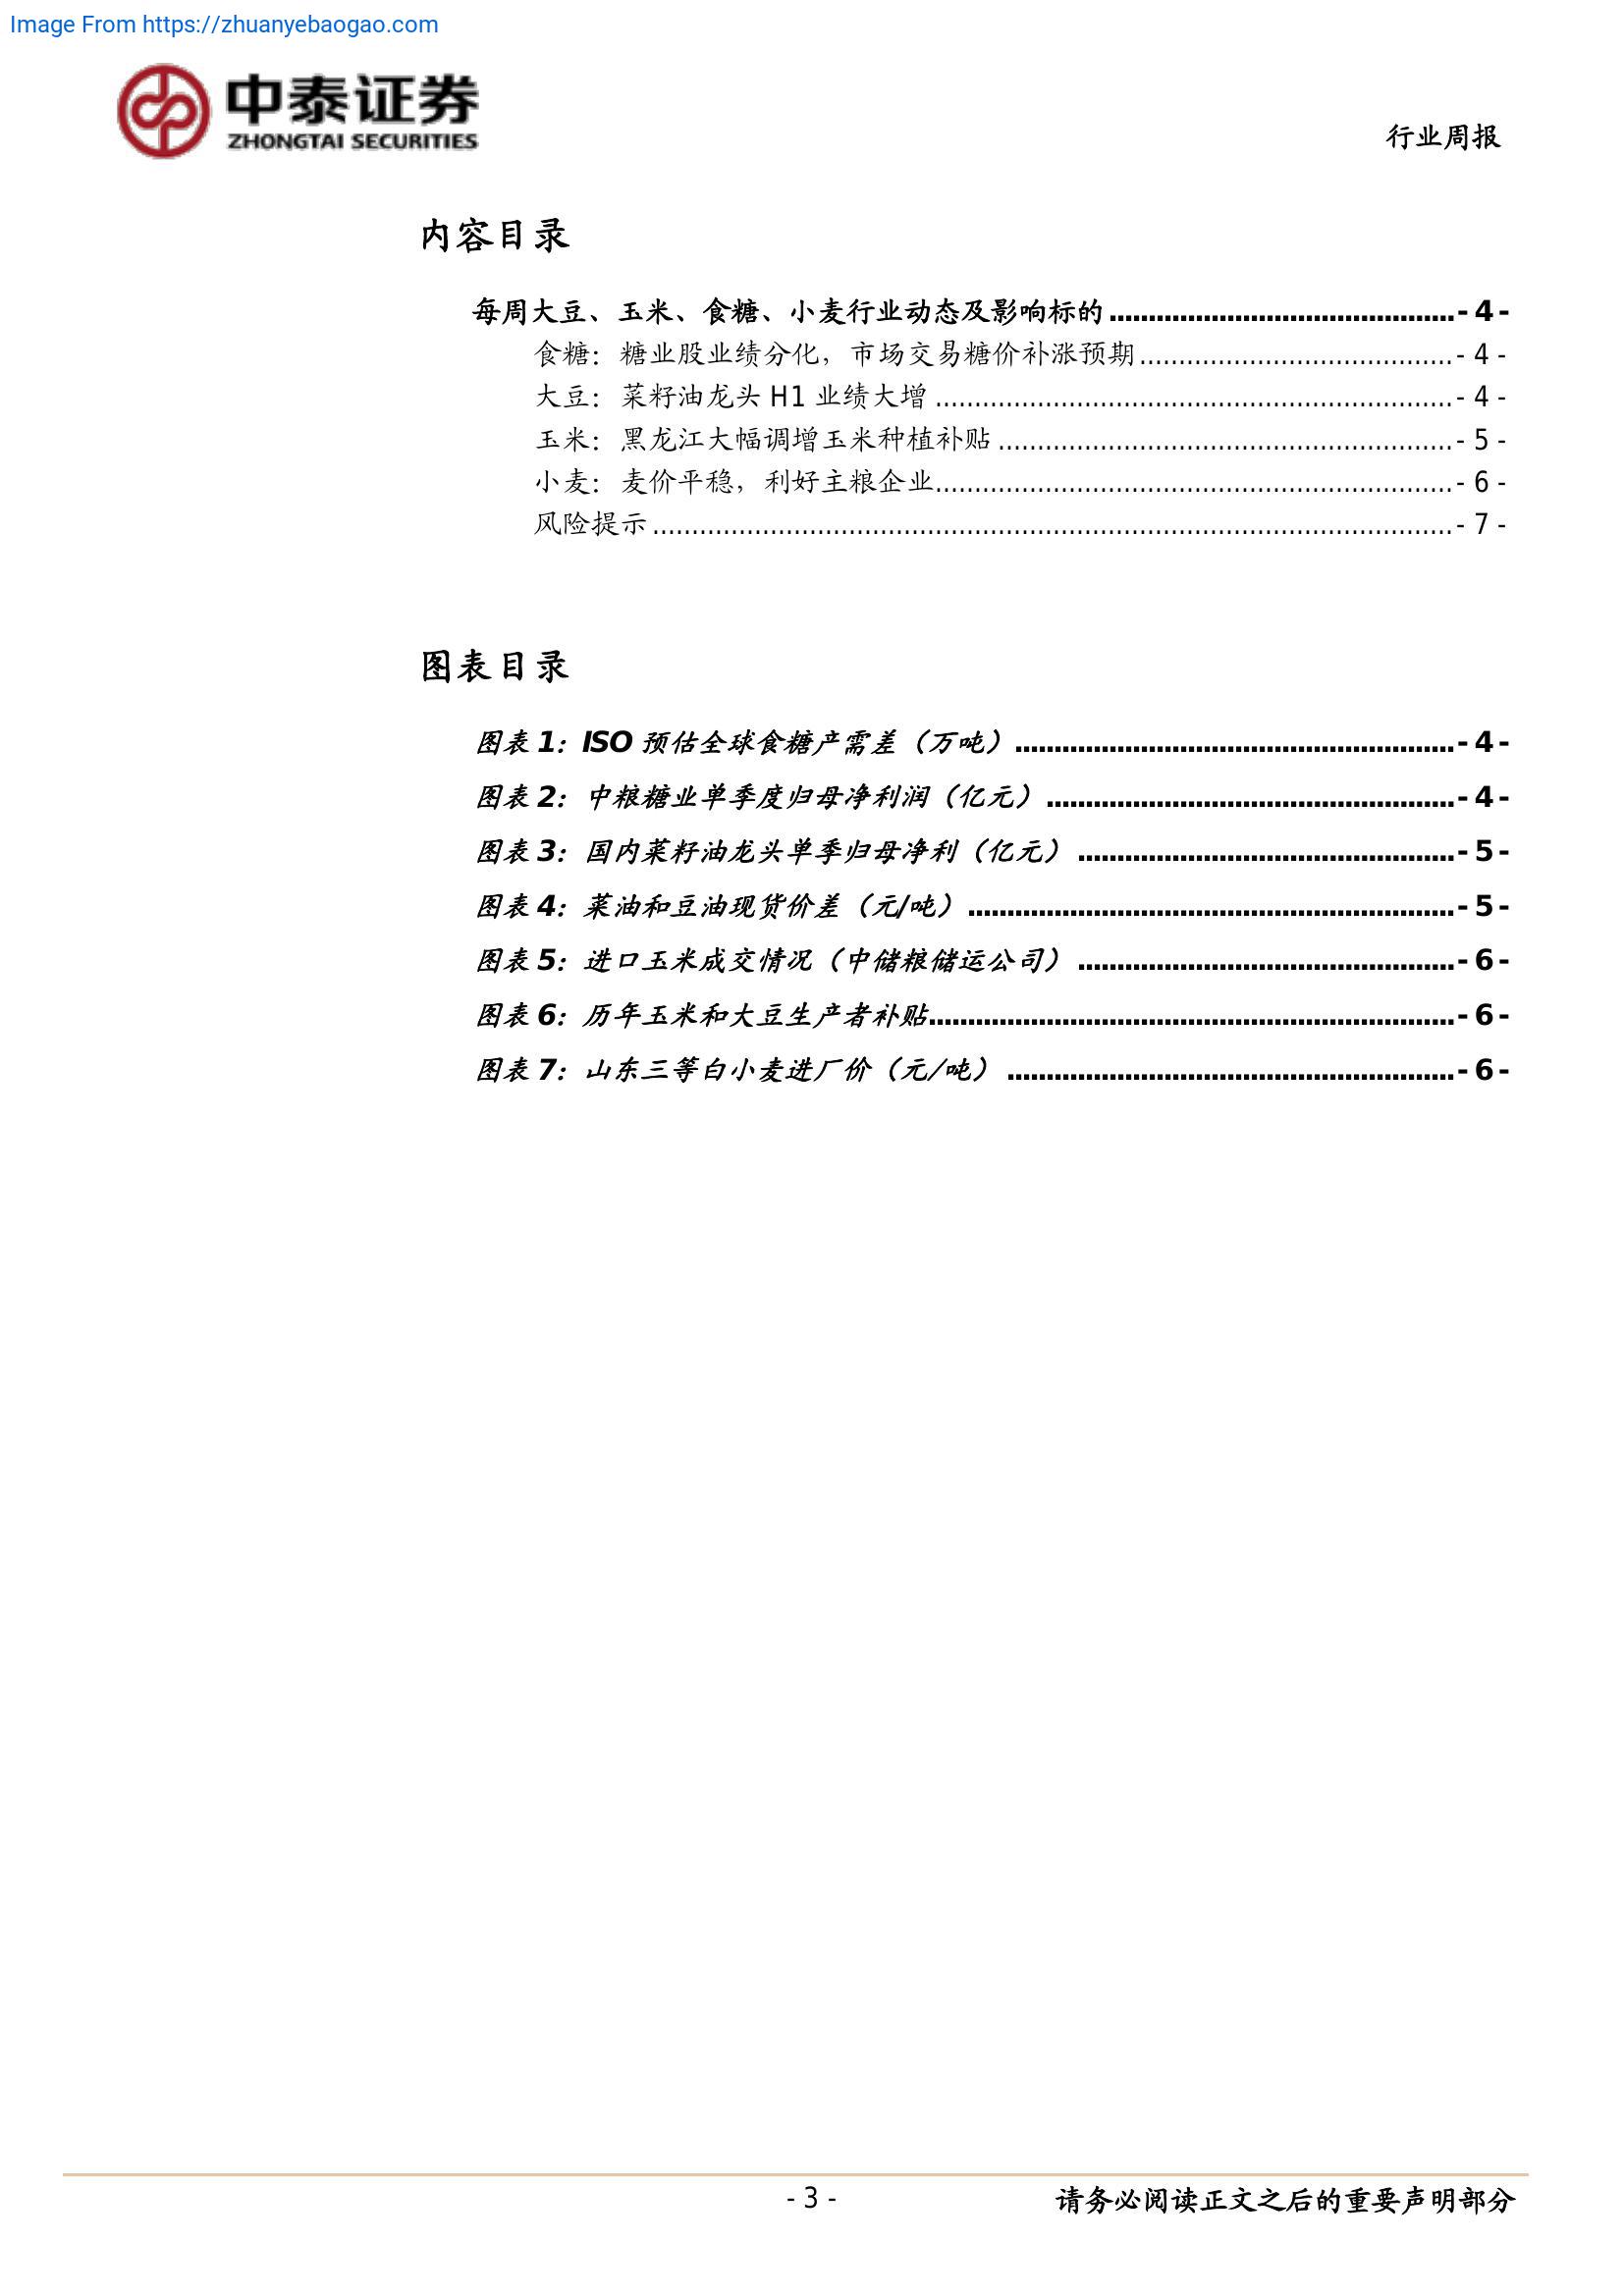 Image From https://zhuanyebaogao.com
中泰证券
ZHONGTAI SECURITIES
行业周报
内容目录
每周大豆、玉米、食糖、小麦行业动态及影响标的............................................- 4 -
食糖：糖业股业绩分化，市场交易糖价补涨预期........................................- 4 -
大豆：菜籽油龙头 H1 业绩大增 ..................................................................- 4 -
玉米：黑龙江大幅调增玉米种植补贴 ..........................................................- 5 -
小麦：麦价平稳，利好主粮企业..................................................................- 6 -
风险提示 ......................................................................................................- 7 -
图表目录
图表 1：ISO 预估全球食糖产需差（万吨）........................................................- 4 -
图表 2：中粮糖业单季度归母净利润（亿元）....................................................- 4 -
图表 3：国内菜籽油龙头单季归母净利（亿元） ................................................- 5 -
图表 4：菜油和豆油现货价差（元/吨）..............................................................- 5 -
图表 5：进口玉米成交情况（中储粮储运公司） ................................................- 6 -
图表 6：历年玉米和大豆生产者补贴...................................................................- 6 -
图表 7：山东三等白小麦进厂价（元/吨） .........................................................- 6 -
- 3 -
请务必阅读正文之后的重要声明部分